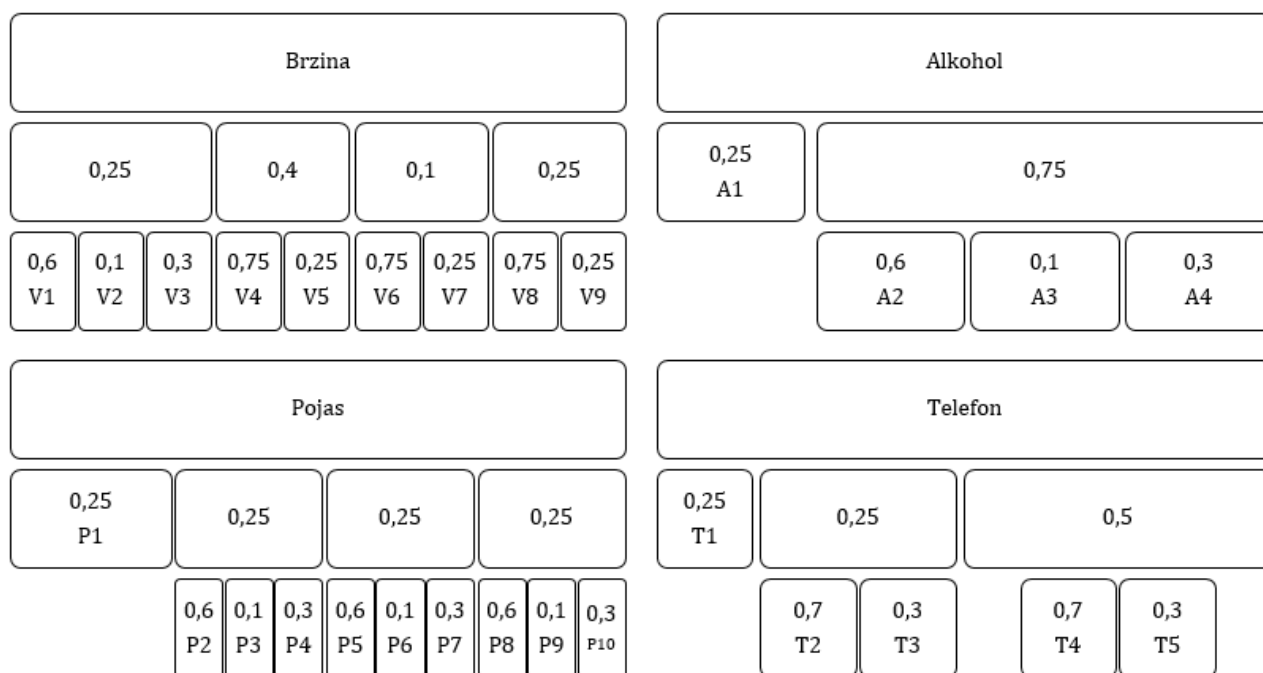 Brzina
0,25 0,4 0,1 0,25
0,6 0,1 0,3 0,75 0,25 0,75 0,25 0,75 0,25
V1 V2 V3 V4 V5 V6 V7 V8 V9
Alkohol
0,25
A1
0,75
0,6 0,1 0,3
A2 A3 A4
Pojas
0,25
P1
0,25 0,25 0,25
0,6 0,1 0,3 0,6 0,1 0,3 0,6 0,1 0,3
P2 P3 P4 P5 P6 P7 P8 P9 P10
Telefon
0,25
T1
0,25 0,5
0,7 0,3 0,7 0,3
T2 T3 T4 T5